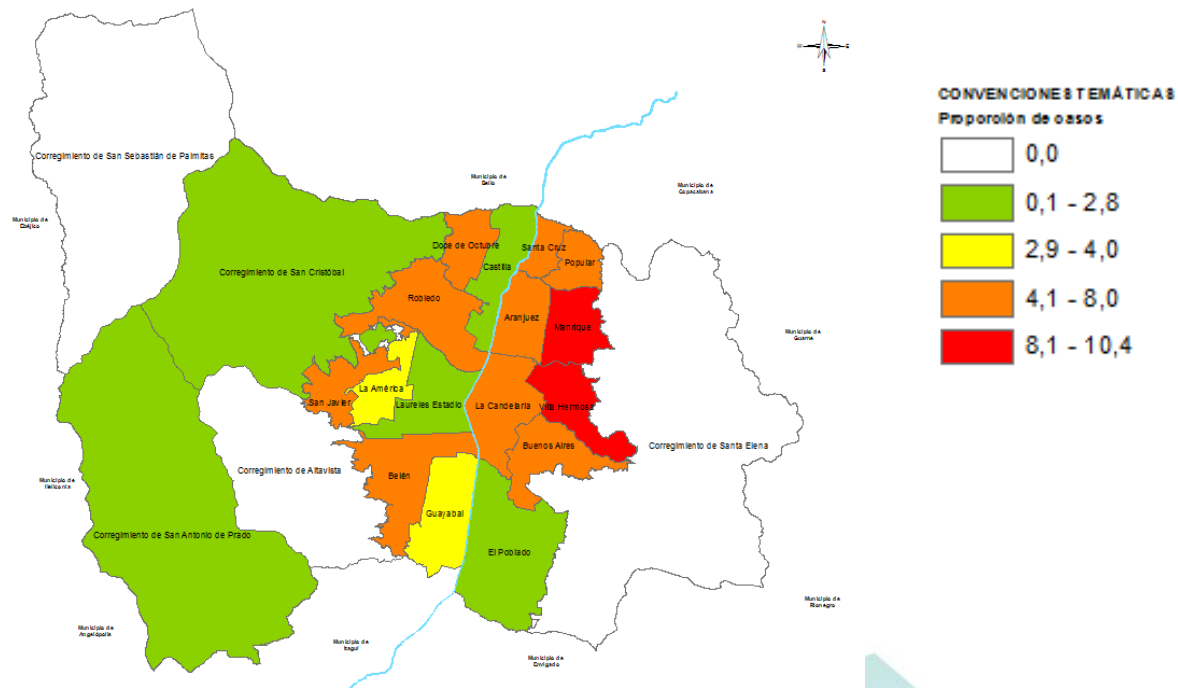 N
W E
S
CONVENCIONES TEMÁTICAS
Proporción de casos
0,0
0,1 - 2,8
2,9 - 4,0
4,1 - 8,0
8,1 - 10,4
Corregimiento de San Sebastián de Palmitas
Municipio de
Bello
Municipio de
Copacabana
Municipio de
Ebéjico
Doce de Octubre
Santa Cruz
Castilla
Popular
Corregimiento de San Cristóbal
Robledo
Aranjuez
Manrique
Municipio de
Guarne
La América
San Javier
Laureles Estadio
La Candelaria
Villa Hermosa
Buenos Aires
Corregimiento de Santa Elena
Corregimiento de Altavista
Belén
Municipio de
Heliconia
Guayabal
Corregimiento de San Antonio de Prado
El Poblado
Municipio de
Rionegro
Municipio de
Angelópolis
Municipio de
Itagüí
Municipio de
Envigado